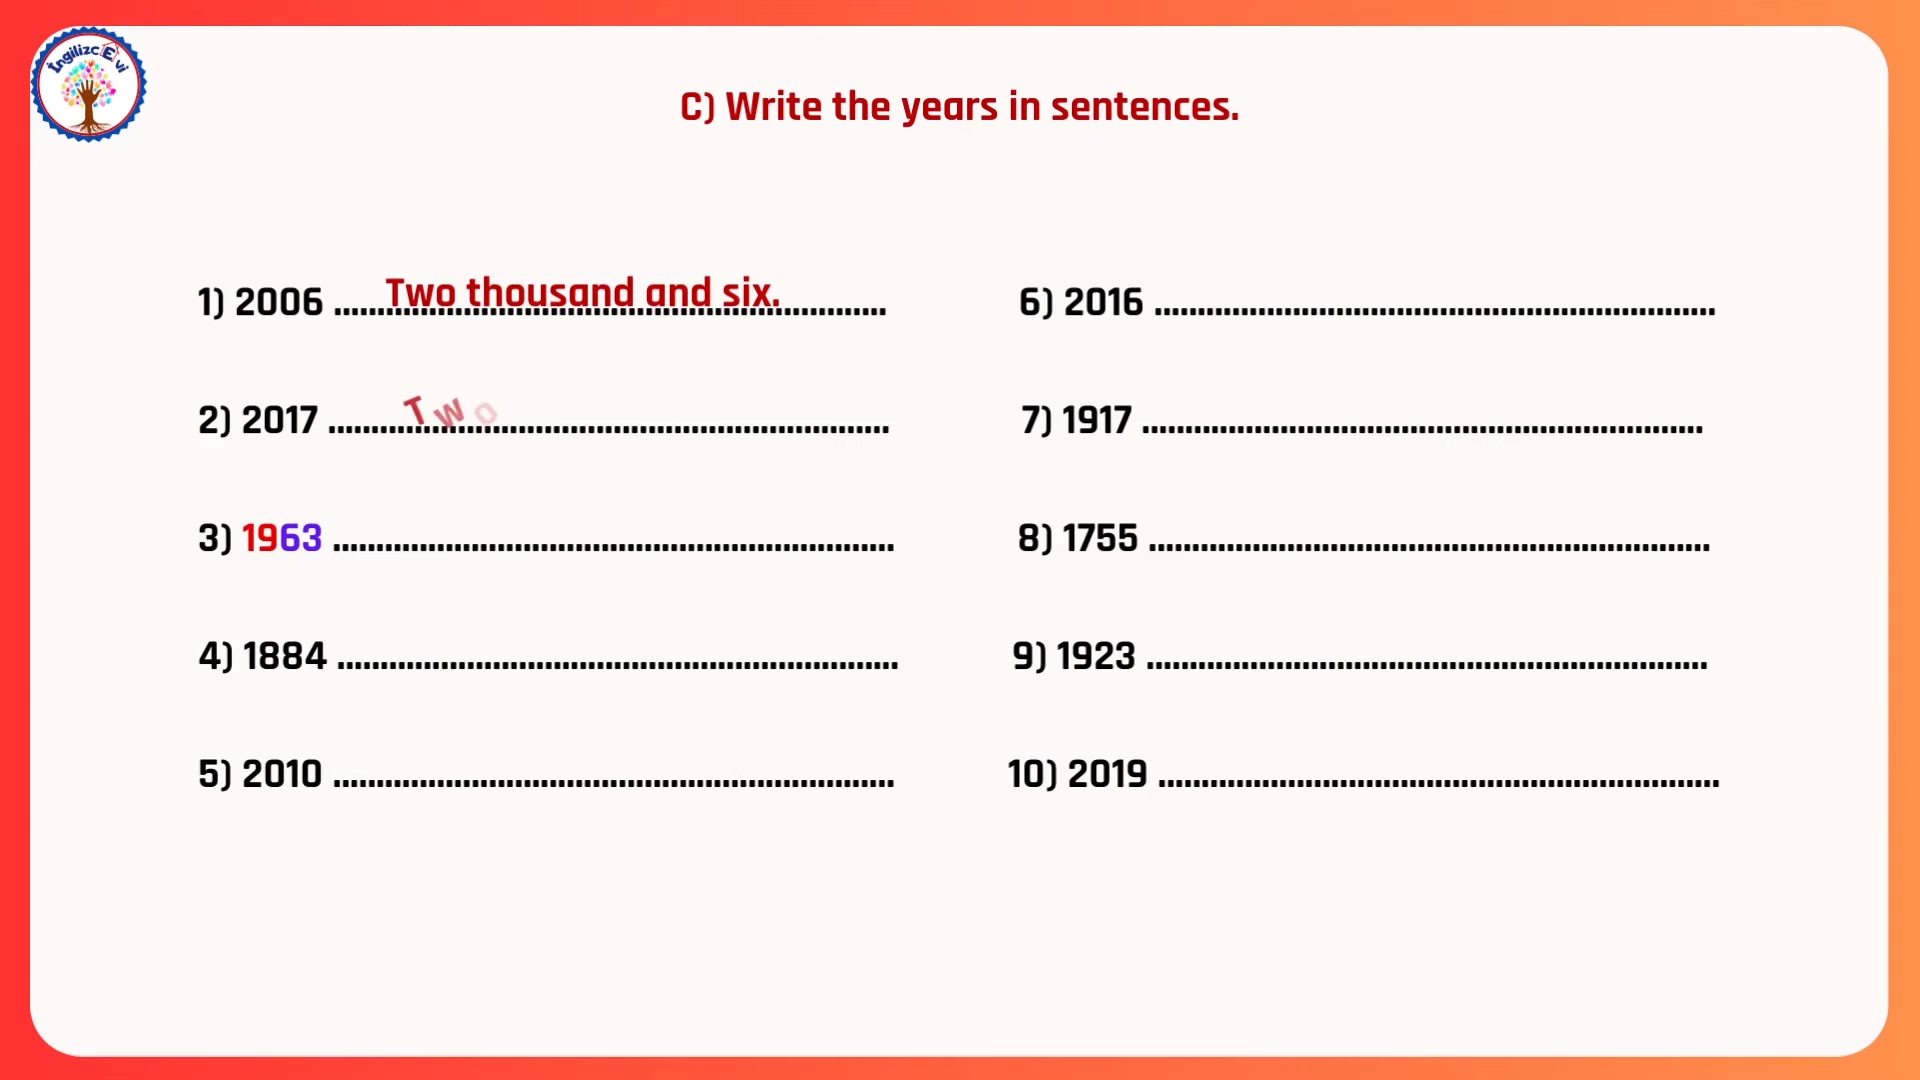 İngilizcE vi
C) Write the years in sentences.
1) 2006 ........Two thousand and six.................
2) 2017 ........Two........................................
3) 1963 .................................................................
4) 1884 .................................................................
5) 2010 .................................................................
6) 2016 .................................................................
7) 1917 .................................................................
8) 1755 .................................................................
9) 1923 .................................................................
10) 2019 .................................................................